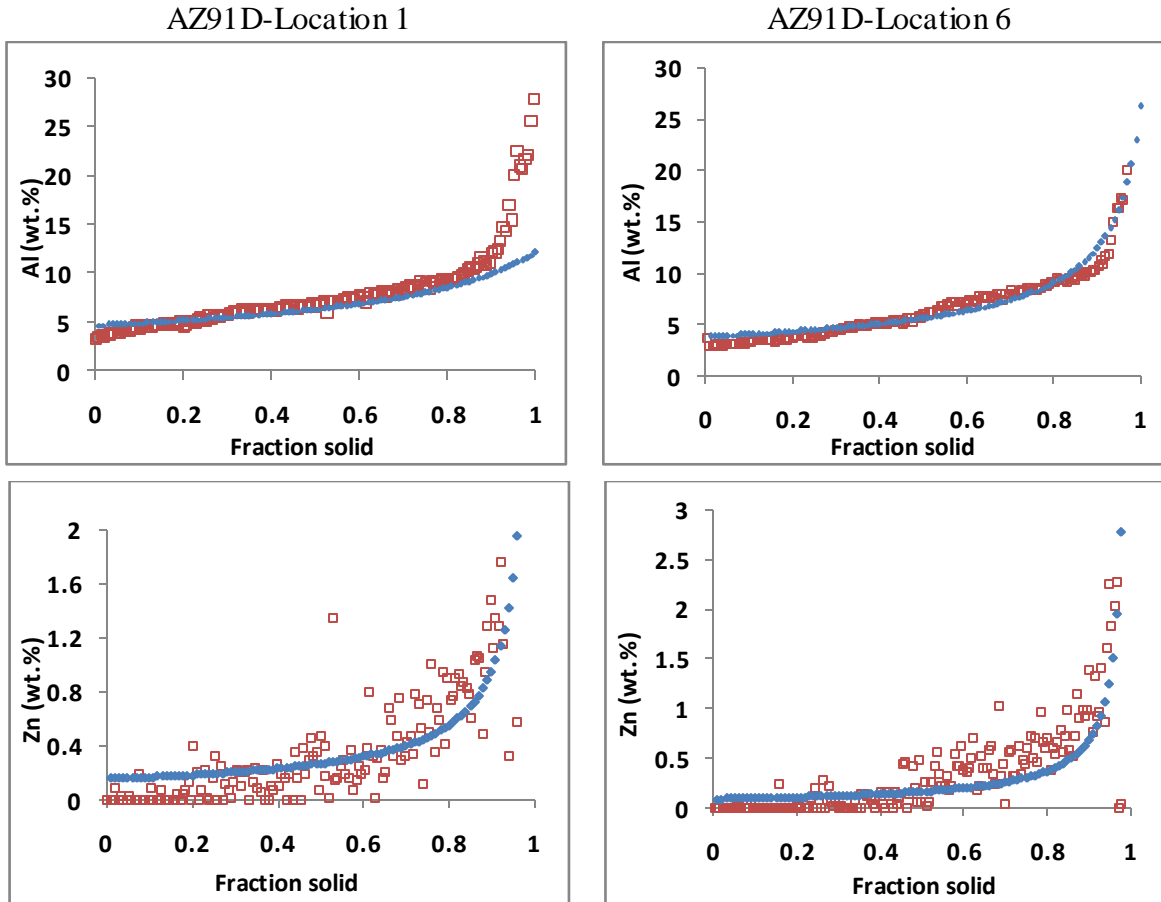 AZ91D-Location 1
AZ91D-Location 6
30
25
20
15
10
5
0
Al (wt.%)
0 0.2 0.4 0.6 0.8 1
Fraction solid
30
25
20
15
10
5
0
Al (wt.%)
0 0.2 0.4 0.6 0.8 1
Fraction solid
2
1.6
1.2
0.8
0.4
0
Zn (wt.%)
0 0.2 0.4 0.6 0.8 1
Fraction solid
3
2.5
2
1.5
1
0.5
0
Zn (wt.%)
0 0.2 0.4 0.6 0.8 1
Fraction solid